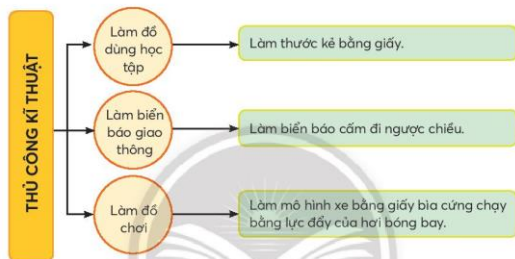 THỦ CÔNG KĨ THUẬT
Làm đồ
dùng học
tập
Làm thước kẻ bằng giấy.
Làm biển
báo giao
thông
Làm biển báo cấm đi ngược chiều.
Làm đồ
chơi
Làm mô hình xe bằng giấy bìa cứng chạy
bằng lực đẩy của hơi bóng bay.